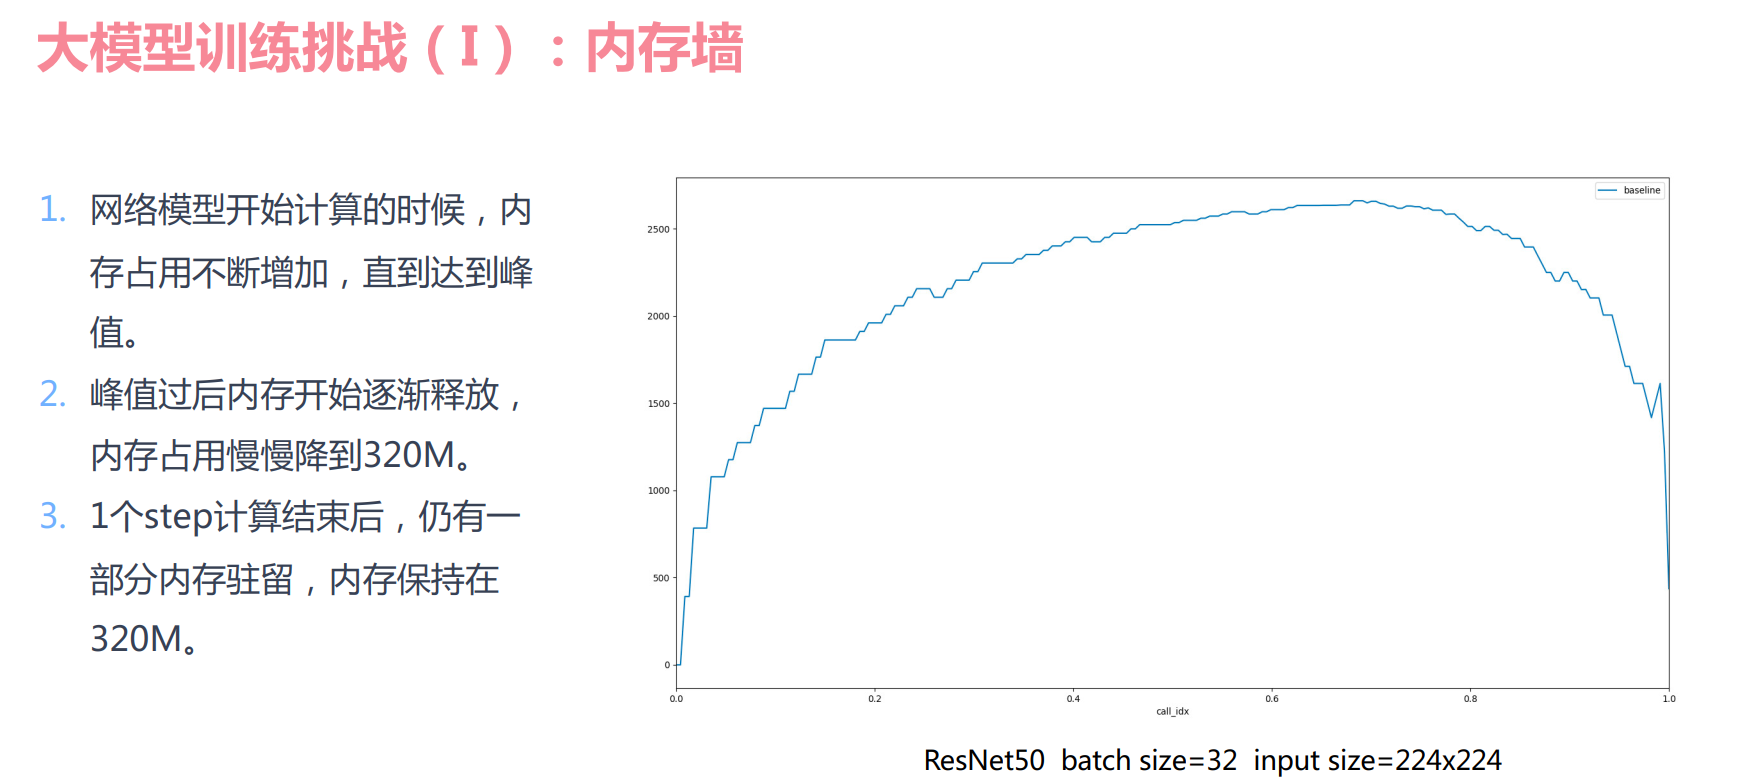 大模型训练挑战（I）：内存墙
1. 网络模型开始计算的时候，内
存占用不断增加，直到达到峰
值。
2. 峰值过后内存开始逐渐释放，
内存占用慢慢降到320M。
3. 1个step计算结束后，仍有一
部分内存驻留，内存保持在
320M。
baseline
2500
2000
1500
1000
500
0
0.0 0.2 0.4 0.6 0.8 1.0
call_idx
ResNet50 batch size=32 input size=224x224